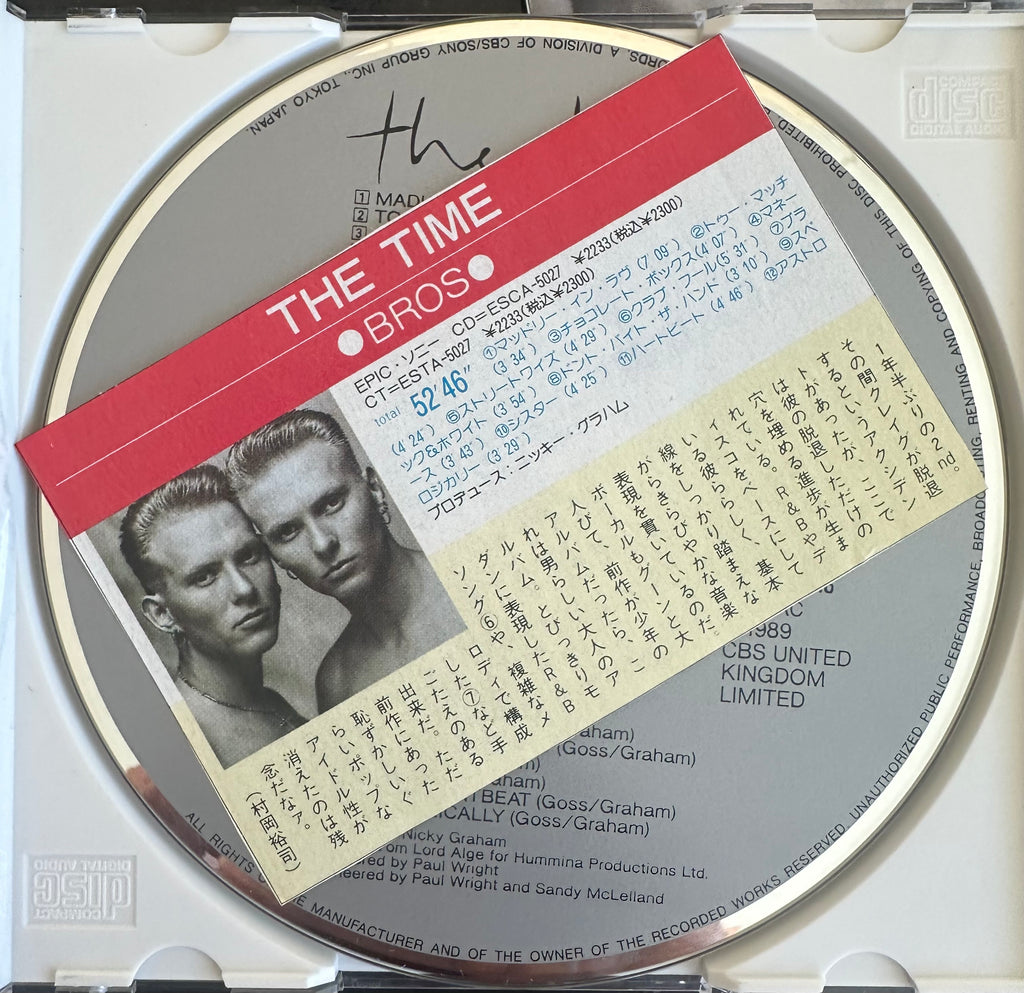 RDS, A DIVISION OF CBS/SONY GROUP INC., TOKYO JAPAN.
the
1 MAD
2 TO
3
THE TIME
●BROS●
EPIC・ソニー CD=ESCA-5027 ¥2233(税込¥2300)
CT=ESTA-5027 ¥2233(税込¥2300)
total 52′46″
①マッドリー・イン・ラヴ(7′09″) ②トゥー・マッチ
(3′34″) ③チョコレート・ボックス(4′07″) ④マネー
(4′24″) ⑤ストリートワイズ(4′29″) ⑥クラブ・フール(5′31″) ⑦ブラ
ック&ホワイト(3′54″) ⑧ドント・バイト・ザ・ハンド(3′10″) ⑨スペ
ース(3′43″) ⑩シスター(4′25″) ⑪ハートビート(4′46″) ⑫アストロ
ロジカリー(3′29″)
プロデュース:ニッキー・グラハム
1年半ぶりの2nd。
その間クレイグが脱退
するというアクシデン
トがあったが、ここで
は彼の脱退しただけの
穴を埋める進歩が生ま
れている。R&Bやデ
ィスコをベースにして
いる彼ららしく、基本
線をしっかり踏まえな
がらきらびやかな音楽
表現を貫いているのだ。
ボーカルもグーンと大
人びて、前作が少年の
アルバムだったら、こ
れは男らしい大人のア
ルバム。とびっきりモ
ダンに表現したR&B
ソング⑥や、複雑なメ
ロディで構成
した⑦など手
ごたえのある
出来だ。ただ
前作にあった
恥ずかしいぐ
らいポップな
アイドル性が
消えたのは残
念だなァ。
(村岡裕司)
1989
CBS UNITED
KINGDOM
LIMITED
raham)
(Goss/Graham)
BEAT (Goss/Graham)
ICALLY (Goss/Graham)
Nicky Graham
om Lord Alge for Hummina Productions Ltd.
ered by Paul Wright
eered by Paul Wright and Sandy McLelland
ALL RIGHTS
E MANUFACTURER AND OF THE OWNER OF THE RECORDED WORKS RESERVED. UNAUTHORIZED PUBLIC PERFORMANCE, BROADCASTING, RENTING AND COPYING OF THIS DISC PROHIBITED
COMPACT
disc
DIGITAL AUDIO
COMPACT
disc
DIGITAL AUDIO